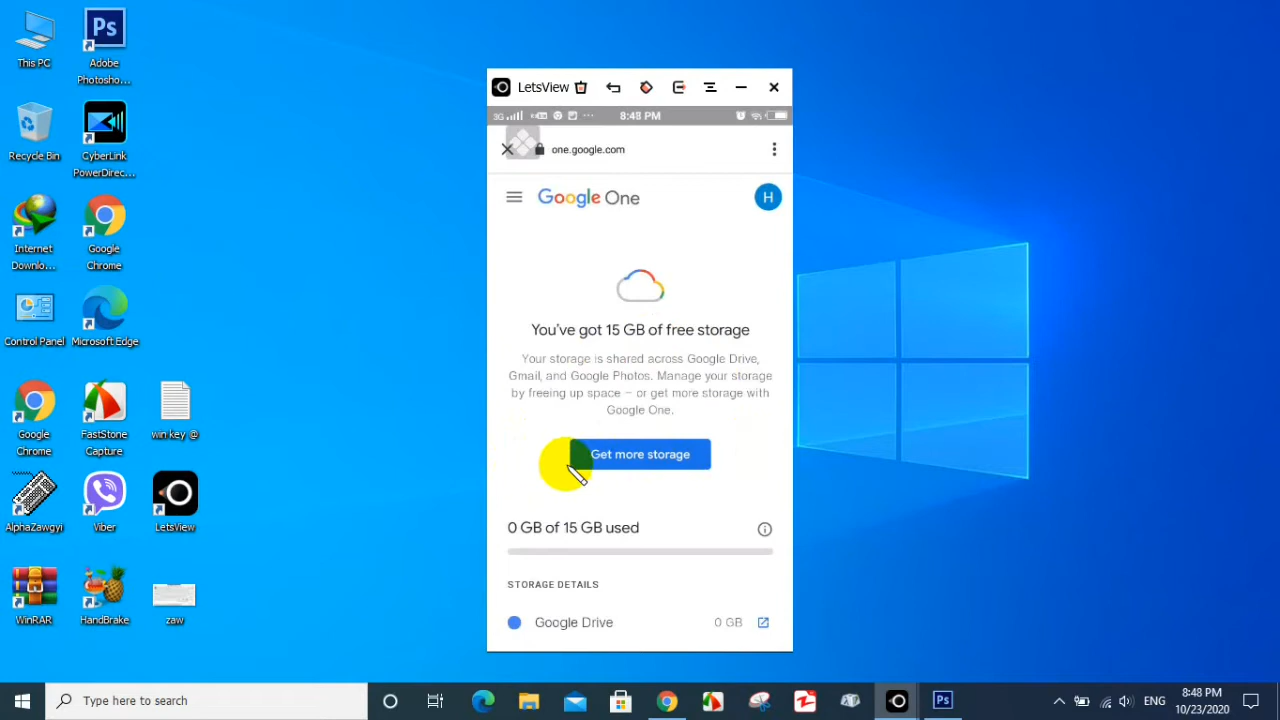 This PC
Adobe
Photosho...
Recycle Bin
CyberLink
PowerDirec...
Internet
Downlo...
Google
Chrome
Control Panel
Microsoft Edge
Google
Chrome
FastStone
Capture
win key @
AlphaZawgyi
Viber
LetsView
WinRAR
HandBrake
zaw
LetsView
3G
8:48 PM
one.google.com
Google One
H
You've got 15 GB of free storage
Your storage is shared across Google Drive,
Gmail, and Google Photos. Manage your storage
by freeing up space – or get more storage with
Google One.
Get more storage
0 GB of 15 GB used
STORAGE DETAILS
Google Drive
0 GB
Type here to search
ENG
8:48 PM
10/23/2020
Ps
Ps